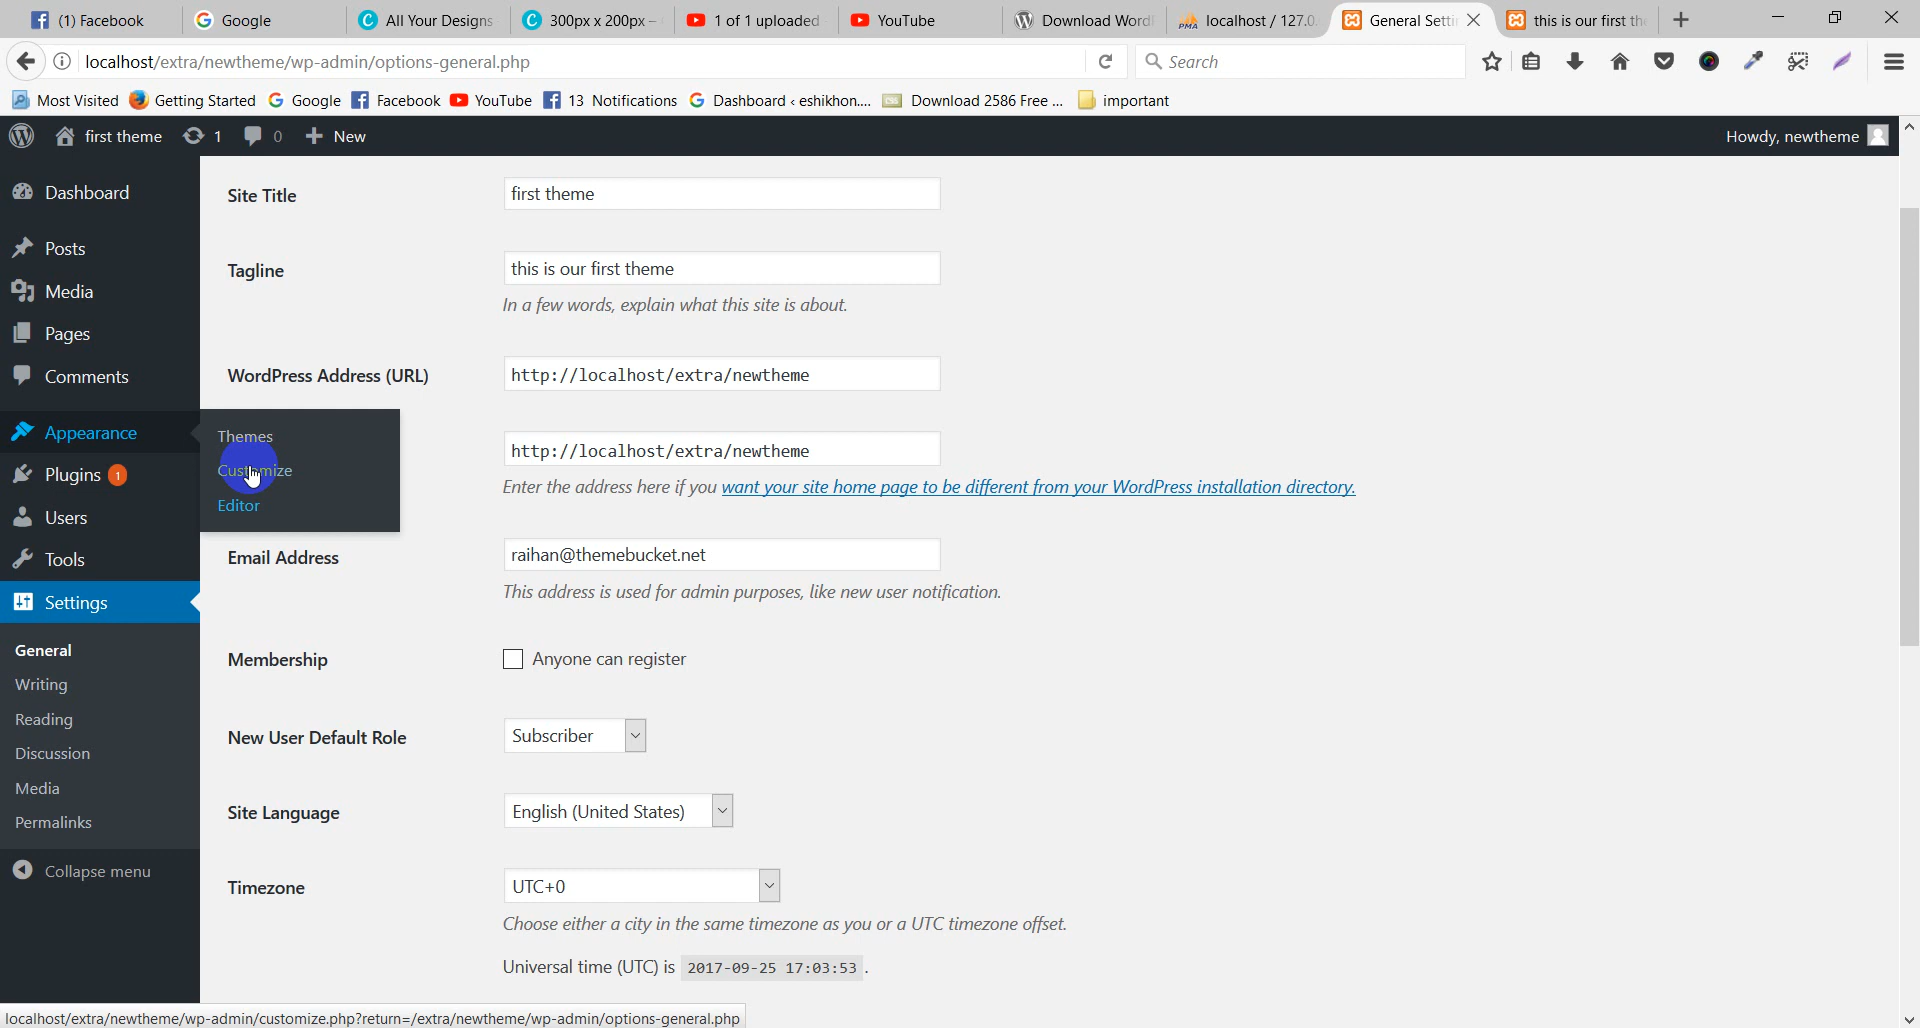 (1) Facebook Google All Your Designs 300px x 200px – 1 of 1 uploaded YouTube Download Word localhost / 127.0. General Setti this is our first th
localhost/extra/newtheme/wp-admin/options-general.php Search
Most Visited Getting Started Google Facebook YouTube 13 Notifications Dashboard ‹ eshikhon.... Download 2586 Free ... important
first theme 1 0 New Howdy, newtheme
Dashboard
Posts
Media
Pages
Comments
Appearance
Plugins 1
Users
Tools
Settings
General
Writing
Reading
Discussion
Media
Permalinks
Collapse menu
Themes
Customize
Editor
Site Title first theme
Tagline this is our first theme
In a few words, explain what this site is about.
WordPress Address (URL) http://localhost/extra/newtheme
http://localhost/extra/newtheme
Enter the address here if you want your site home page to be different from your WordPress installation directory.
Email Address raihan@themebucket.net
This address is used for admin purposes, like new user notification.
Membership Anyone can register
New User Default Role Subscriber
Site Language English (United States)
Timezone UTC+0
Choose either a city in the same timezone as you or a UTC timezone offset.
Universal time (UTC) is 2017-09-25 17:03:53 .
localhost/extra/newtheme/wp-admin/customize.php?return=/extra/newtheme/wp-admin/options-general.php